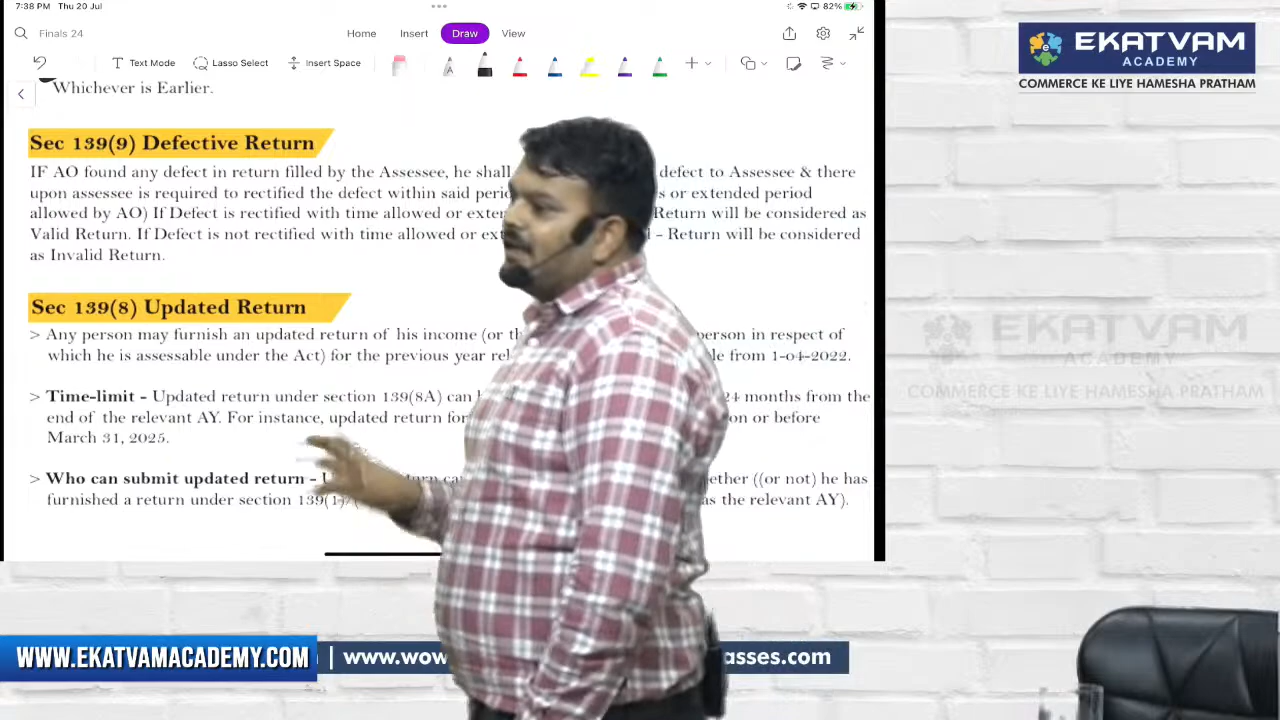 7:38 PM Thu 20 Jul
82%
Finals 24
Home Insert Draw View
Text Mode Lasso Select Insert Space
Whichever is Earlier.
Sec 139(9) Defective Return
IF AO found any defect in return filled by the Assessee, he shall defect to Assessee & there
upon assessee is required to rectified the defect within said or extended period
allowed by AO) If Defect is rectified with time allowed or Return will be considered as
Valid Return. If Defect is not rectified with time allowed or – Return will be considered
as Invalid Return.
Sec 139(8) Updated Return
> Any person may furnish an updated return of his income (or person in respect of
which he is assessable under the Act) for the previous year from 1-04-2022.
> Time-limit - Updated return under section 139(8A) 24 months from the
end of the relevant AY. For instance, updated return on or before
March 31, 2025.
> Who can submit updated return - ((or not) he has
furnished a return under section 139(1)/ as the relevant AY).
EKATVAM
ACADEMY
COMMERCE KE LIYE HAMESHA PRATHAM
EKATVAM
ACADEMY
COMMERCE KE LIYE HAMESHA PRATHAM
WWW.EKATVAMACADEMY.COM | www.wow asses.com